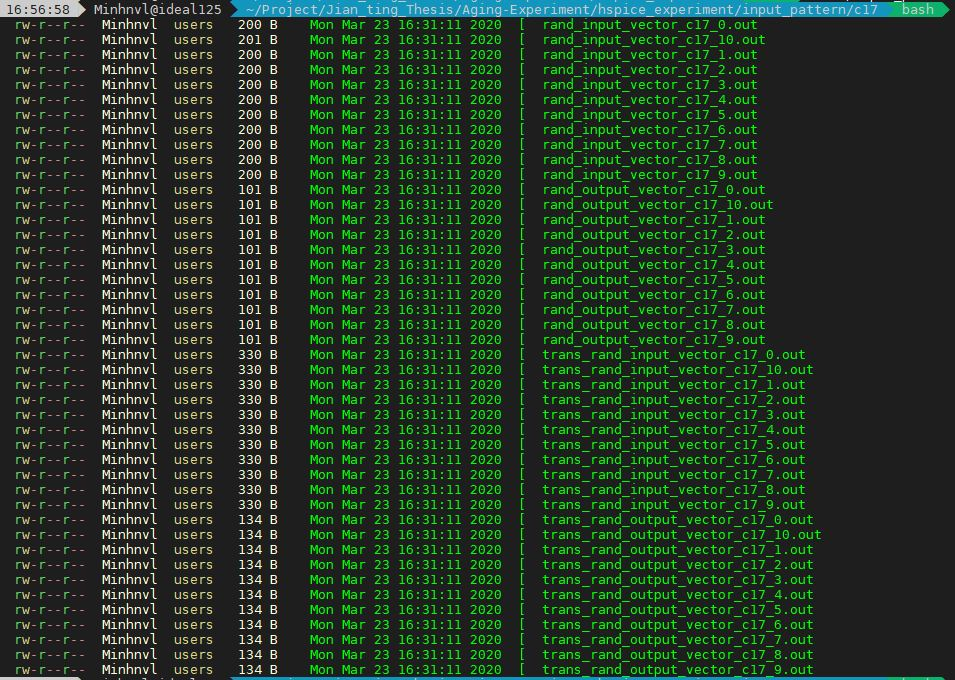 16:56:58 Minhnvl@ideal125 ~/Project/Jian_ting_Thesis/Aging-Experiment/hspice_experiment/input_pattern/c17 bash
rw-r--r-- Minhnvl users 200 B Mon Mar 23 16:31:11 2020 [ rand_input_vector_c17_0.out
rw-r--r-- Minhnvl users 201 B Mon Mar 23 16:31:11 2020 [ rand_input_vector_c17_10.out
rw-r--r-- Minhnvl users 200 B Mon Mar 23 16:31:11 2020 [ rand_input_vector_c17_1.out
rw-r--r-- Minhnvl users 200 B Mon Mar 23 16:31:11 2020 [ rand_input_vector_c17_2.out
rw-r--r-- Minhnvl users 200 B Mon Mar 23 16:31:11 2020 [ rand_input_vector_c17_3.out
rw-r--r-- Minhnvl users 200 B Mon Mar 23 16:31:11 2020 [ rand_input_vector_c17_4.out
rw-r--r-- Minhnvl users 200 B Mon Mar 23 16:31:11 2020 [ rand_input_vector_c17_5.out
rw-r--r-- Minhnvl users 200 B Mon Mar 23 16:31:11 2020 [ rand_input_vector_c17_6.out
rw-r--r-- Minhnvl users 200 B Mon Mar 23 16:31:11 2020 [ rand_input_vector_c17_7.out
rw-r--r-- Minhnvl users 200 B Mon Mar 23 16:31:11 2020 [ rand_input_vector_c17_8.out
rw-r--r-- Minhnvl users 200 B Mon Mar 23 16:31:11 2020 [ rand_input_vector_c17_9.out
rw-r--r-- Minhnvl users 101 B Mon Mar 23 16:31:11 2020 [ rand_output_vector_c17_0.out
rw-r--r-- Minhnvl users 101 B Mon Mar 23 16:31:11 2020 [ rand_output_vector_c17_10.out
rw-r--r-- Minhnvl users 101 B Mon Mar 23 16:31:11 2020 [ rand_output_vector_c17_1.out
rw-r--r-- Minhnvl users 101 B Mon Mar 23 16:31:11 2020 [ rand_output_vector_c17_2.out
rw-r--r-- Minhnvl users 101 B Mon Mar 23 16:31:11 2020 [ rand_output_vector_c17_3.out
rw-r--r-- Minhnvl users 101 B Mon Mar 23 16:31:11 2020 [ rand_output_vector_c17_4.out
rw-r--r-- Minhnvl users 101 B Mon Mar 23 16:31:11 2020 [ rand_output_vector_c17_5.out
rw-r--r-- Minhnvl users 101 B Mon Mar 23 16:31:11 2020 [ rand_output_vector_c17_6.out
rw-r--r-- Minhnvl users 101 B Mon Mar 23 16:31:11 2020 [ rand_output_vector_c17_7.out
rw-r--r-- Minhnvl users 101 B Mon Mar 23 16:31:11 2020 [ rand_output_vector_c17_8.out
rw-r--r-- Minhnvl users 101 B Mon Mar 23 16:31:11 2020 [ rand_output_vector_c17_9.out
rw-r--r-- Minhnvl users 330 B Mon Mar 23 16:31:11 2020 [ trans_rand_input_vector_c17_0.out
rw-r--r-- Minhnvl users 330 B Mon Mar 23 16:31:11 2020 [ trans_rand_input_vector_c17_10.out
rw-r--r-- Minhnvl users 330 B Mon Mar 23 16:31:11 2020 [ trans_rand_input_vector_c17_1.out
rw-r--r-- Minhnvl users 330 B Mon Mar 23 16:31:11 2020 [ trans_rand_input_vector_c17_2.out
rw-r--r-- Minhnvl users 330 B Mon Mar 23 16:31:11 2020 [ trans_rand_input_vector_c17_3.out
rw-r--r-- Minhnvl users 330 B Mon Mar 23 16:31:11 2020 [ trans_rand_input_vector_c17_4.out
rw-r--r-- Minhnvl users 330 B Mon Mar 23 16:31:11 2020 [ trans_rand_input_vector_c17_5.out
rw-r--r-- Minhnvl users 330 B Mon Mar 23 16:31:11 2020 [ trans_rand_input_vector_c17_6.out
rw-r--r-- Minhnvl users 330 B Mon Mar 23 16:31:11 2020 [ trans_rand_input_vector_c17_7.out
rw-r--r-- Minhnvl users 330 B Mon Mar 23 16:31:11 2020 [ trans_rand_input_vector_c17_8.out
rw-r--r-- Minhnvl users 330 B Mon Mar 23 16:31:11 2020 [ trans_rand_input_vector_c17_9.out
rw-r--r-- Minhnvl users 134 B Mon Mar 23 16:31:11 2020 [ trans_rand_output_vector_c17_0.out
rw-r--r-- Minhnvl users 134 B Mon Mar 23 16:31:11 2020 [ trans_rand_output_vector_c17_10.out
rw-r--r-- Minhnvl users 134 B Mon Mar 23 16:31:11 2020 [ trans_rand_output_vector_c17_1.out
rw-r--r-- Minhnvl users 134 B Mon Mar 23 16:31:11 2020 [ trans_rand_output_vector_c17_2.out
rw-r--r-- Minhnvl users 134 B Mon Mar 23 16:31:11 2020 [ trans_rand_output_vector_c17_3.out
rw-r--r-- Minhnvl users 134 B Mon Mar 23 16:31:11 2020 [ trans_rand_output_vector_c17_4.out
rw-r--r-- Minhnvl users 134 B Mon Mar 23 16:31:11 2020 [ trans_rand_output_vector_c17_5.out
rw-r--r-- Minhnvl users 134 B Mon Mar 23 16:31:11 2020 [ trans_rand_output_vector_c17_6.out
rw-r--r-- Minhnvl users 134 B Mon Mar 23 16:31:11 2020 [ trans_rand_output_vector_c17_7.out
rw-r--r-- Minhnvl users 134 B Mon Mar 23 16:31:11 2020 [ trans_rand_output_vector_c17_8.out
rw-r--r-- Minhnvl users 134 B Mon Mar 23 16:31:11 2020 [ trans_rand_output_vector_c17_9.out